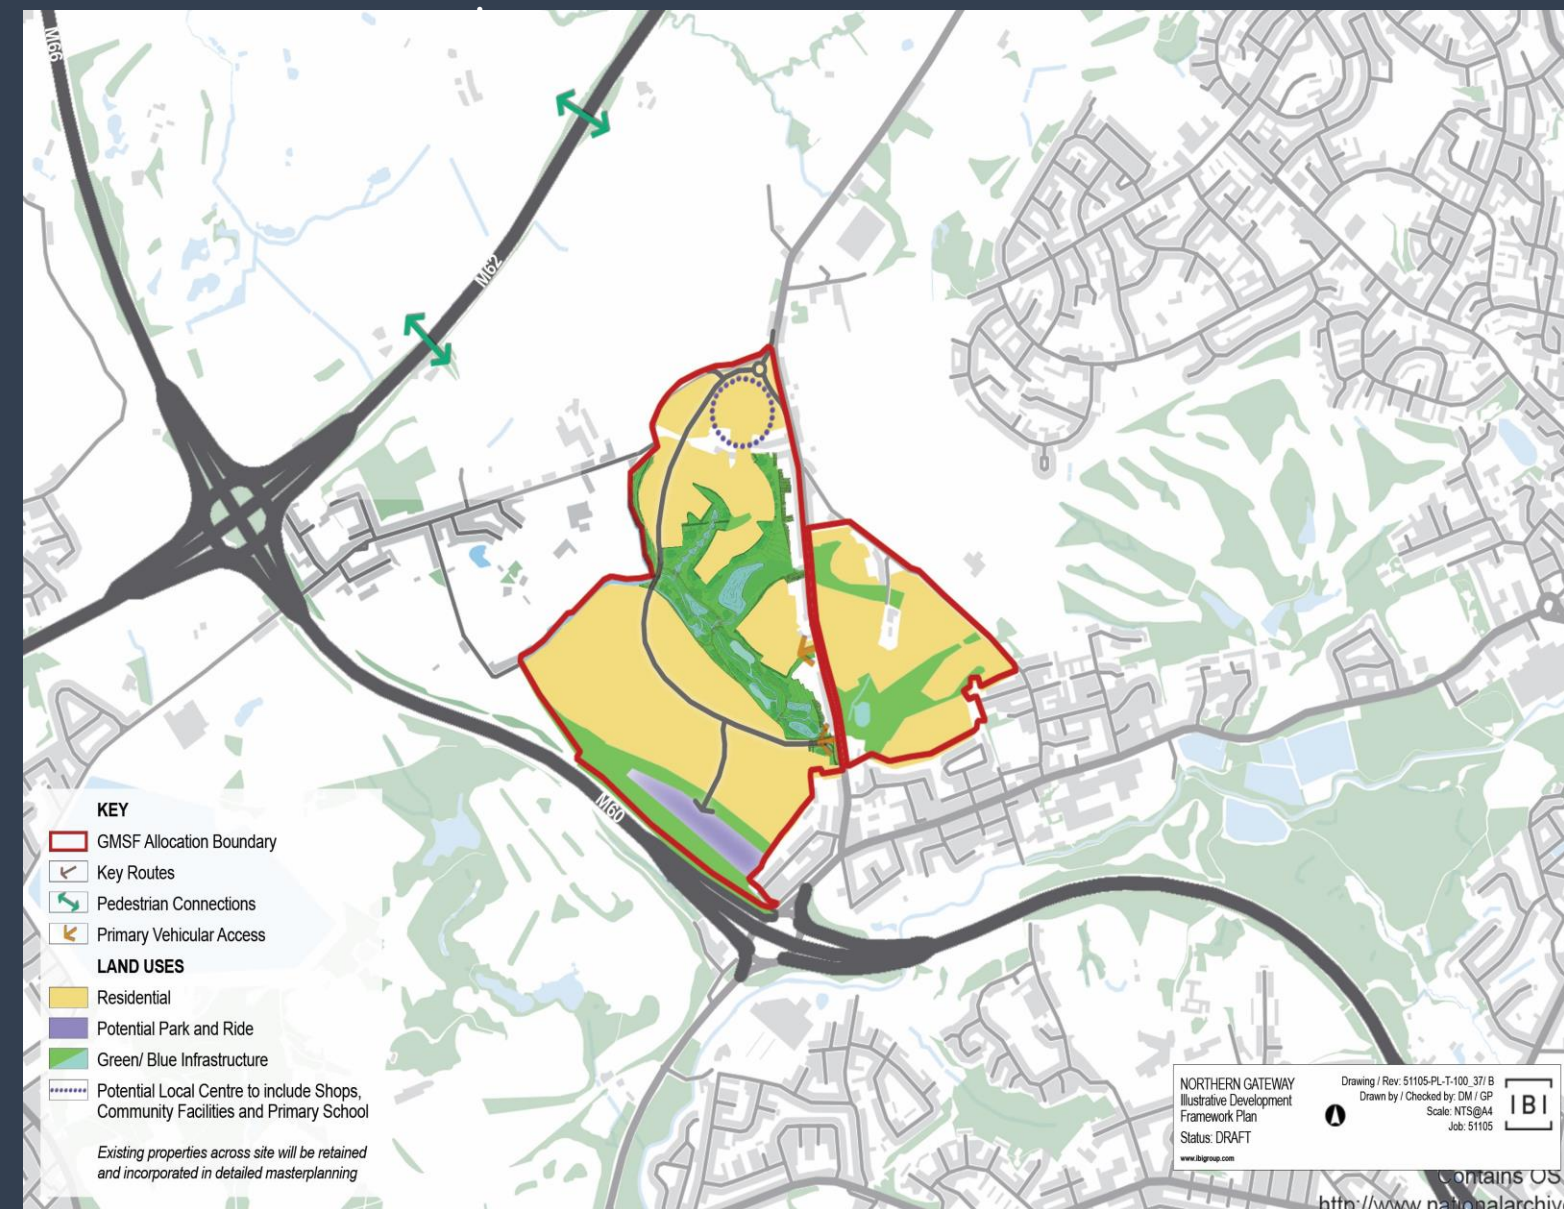 M66
M62
M60
KEY
GMSF Allocation Boundary
Key Routes
Pedestrian Connections
Primary Vehicular Access
LAND USES
Residential
Potential Park and Ride
Green/ Blue Infrastructure
Potential Local Centre to include Shops,
Community Facilities and Primary School
Existing properties across site will be retained
and incorporated in detailed masterplanning
NORTHERN GATEWAY
Illustrative Development
Framework Plan
Status: DRAFT
www.ibigroup.com
Drawing / Rev: 51105-PL-T-100_37/ B
Drawn by / Checked by: DM / GP
Scale: NTS@A4
Job: 51105
IBI
Contains OS
http://www.nationalarchiv